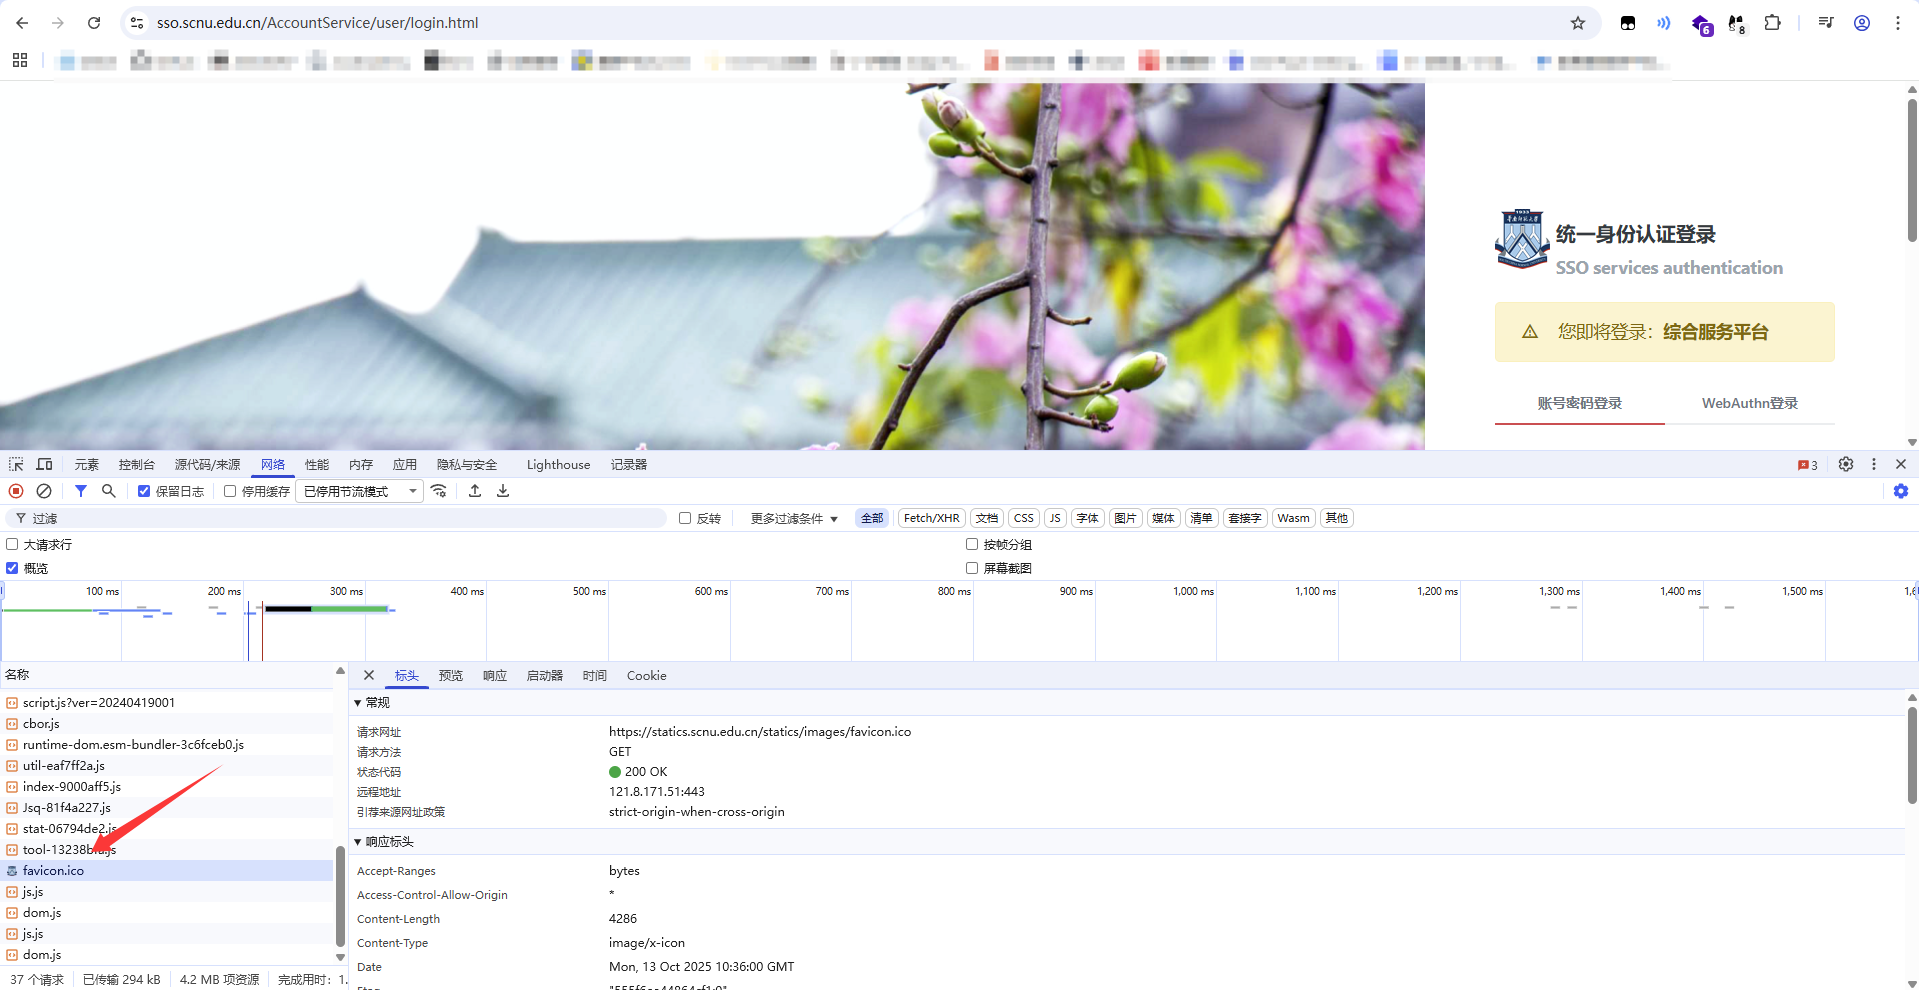 sso.scnu.edu.cn/AccountService/user/login.html
6
8
1933
统一身份认证登录
SSO services authentication
您即将登录：综合服务平台
账号密码登录
WebAuthn登录
元素
控制台
源代码/来源
网络
性能
内存
应用
隐私与安全
Lighthouse
记录器
3
保留日志
停用缓存
已停用节流模式
过滤
反转
更多过滤条件
全部
Fetch/XHR
文档
CSS
JS
字体
图片
媒体
清单
套接字
Wasm
其他
大请求行
按帧分组
概览
屏幕截图
100 ms
200 ms
300 ms
400 ms
500 ms
600 ms
700 ms
800 ms
900 ms
1,000 ms
1,100 ms
1,200 ms
1,300 ms
1,400 ms
1,500 ms
名称
标头
预览
响应
启动器
时间
Cookie
script.js?ver=20240419001
cbor.js
runtime-dom.esm-bundler-3c6fceb0.js
util-eaf7ff2a.js
index-9000aff5.js
Jsq-81f4a227.js
stat-06794de2.js
favicon.ico
js.js
dom.js
js.js
dom.js
常规
请求网址
https://statics.scnu.edu.cn/statics/images/favicon.ico
请求方法
GET
状态代码
200 OK
远程地址
121.8.171.51:443
引荐来源网址政策
strict-origin-when-cross-origin
响应标头
Accept-Ranges
bytes
Access-Control-Allow-Origin
*
Content-Length
4286
Content-Type
image/x-icon
Date
Mon, 13 Oct 2025 10:36:00 GMT
37 个请求
已传输 294 kB
4.2 MB 项资源
完成用时：1.